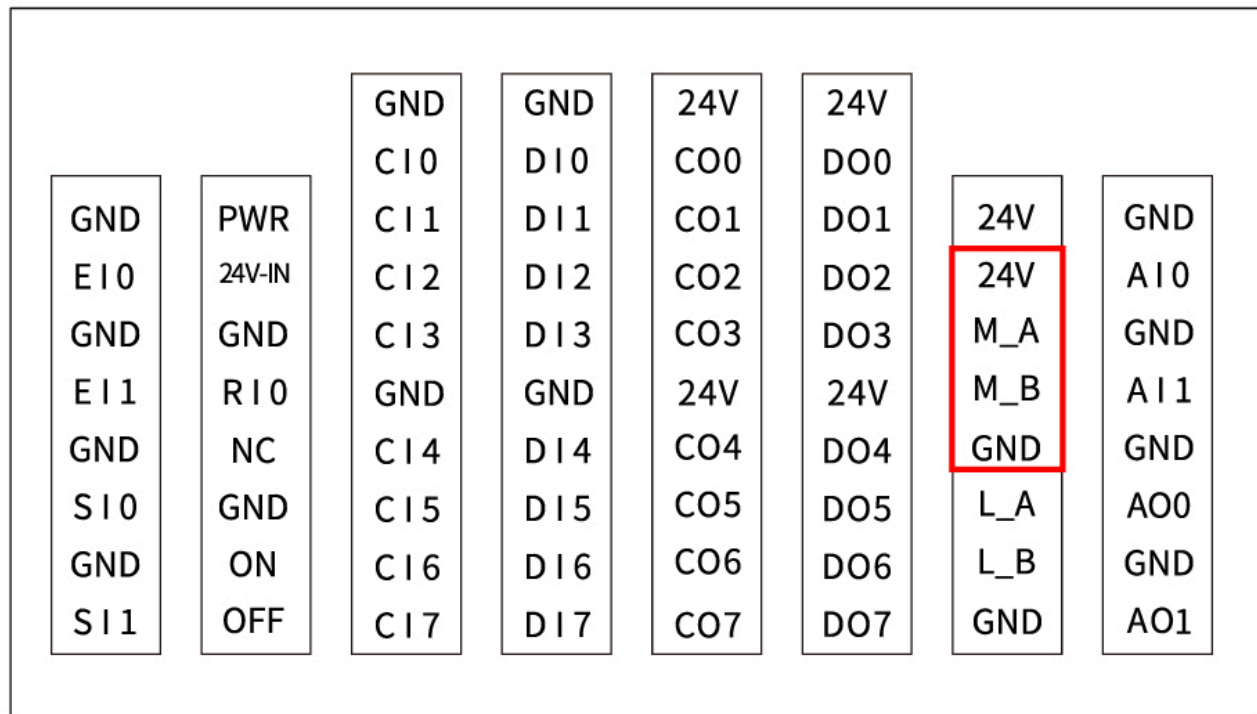 GND GND 24V 24V
CI0 DI0 CO0 DO0
GND PWR CI1 DI1 CO1 DO1 24V GND
EI0 24V-IN CI2 DI2 CO2 DO2 24V AI0
GND GND CI3 DI3 CO3 DO3 M_A GND
EI1 RI0 GND GND 24V 24V M_B AI1
GND NC CI4 DI4 CO4 DO4 GND GND
SI0 GND CI5 DI5 CO5 DO5 L_A AO0
GND ON CI6 DI6 CO6 DO6 L_B GND
SI1 OFF CI7 DI7 CO7 DO7 GND AO1